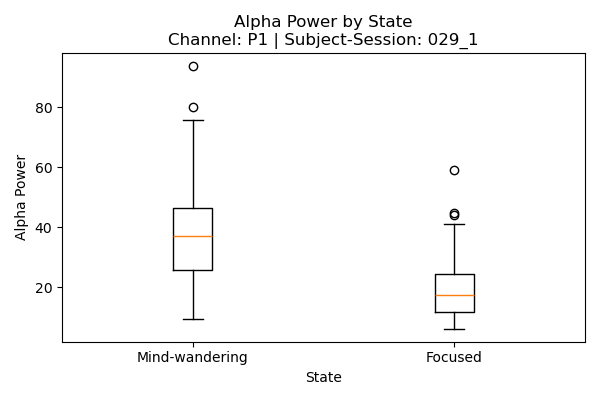 Alpha Power by State
Channel: P1 | Subject-Session: 029_1
Alpha Power
80
60
40
20
Mind-wandering
Focused
State